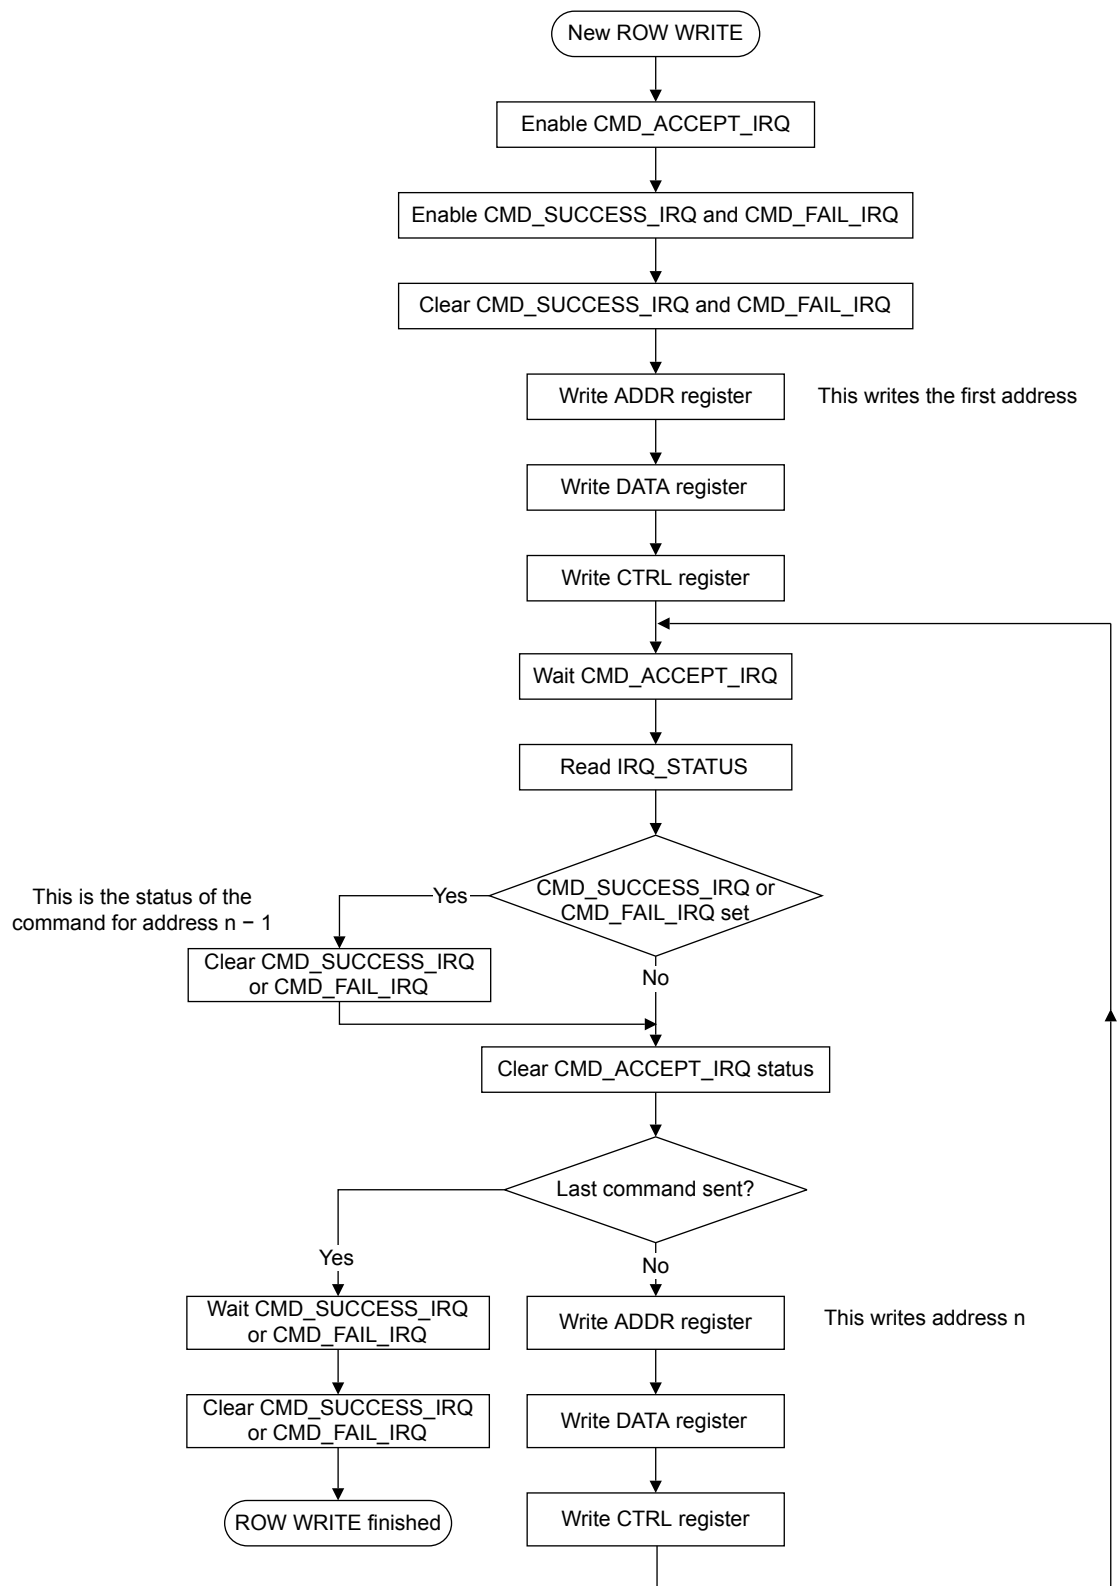 New ROW WRITE
Enable CMD_ACCEPT_IRQ
Enable CMD_SUCCESS_IRQ and CMD_FAIL_IRQ
Clear CMD_SUCCESS_IRQ and CMD_FAIL_IRQ
Write ADDR register
This writes the first address
Write DATA register
Write CTRL register
Wait CMD_ACCEPT_IRQ
Read IRQ_STATUS
CMD_SUCCESS_IRQ or
CMD_FAIL_IRQ set
Yes
This is the status of the
command for address n − 1
Clear CMD_SUCCESS_IRQ
or CMD_FAIL_IRQ
No
Clear CMD_ACCEPT_IRQ status
Last command sent?
Yes
No
Wait CMD_SUCCESS_IRQ
or CMD_FAIL_IRQ
Write ADDR register
This writes address n
Clear CMD_SUCCESS_IRQ
or CMD_FAIL_IRQ
Write DATA register
ROW WRITE finished
Write CTRL register